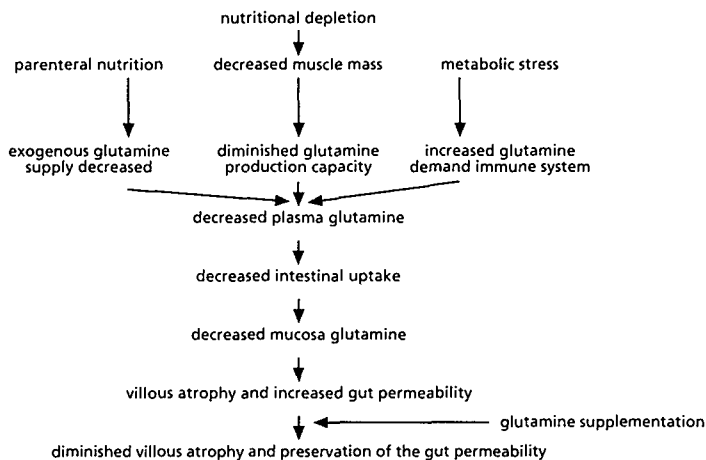 nutritional depletion
parenteral nutrition
decreased muscle mass
metabolic stress
exogenous glutamine
supply decreased
diminished glutamine
production capacity
increased glutamine
demand immune system
decreased plasma glutamine
decreased intestinal uptake
decreased mucosa glutamine
villous atrophy and increased gut permeability
glutamine supplementation
diminished villous atrophy and preservation of the gut permeability